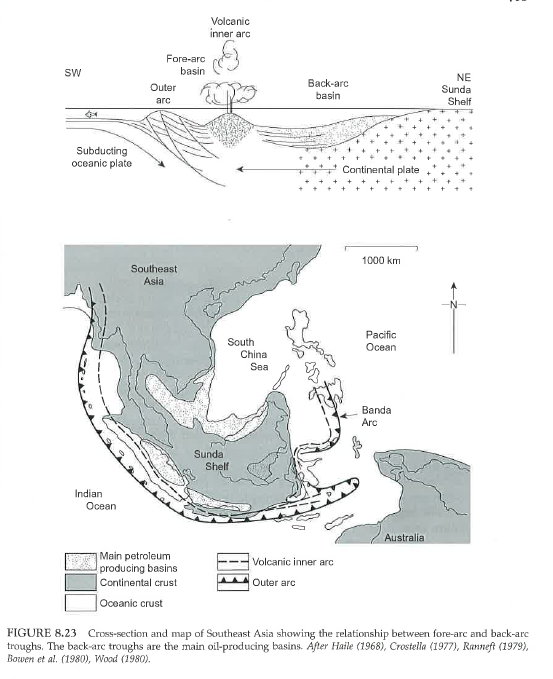 Volcanic
inner arc
Fore-arc
basin
SW
Outer
arc
Back-arc
basin
NE
Sunda
Shelf
Subducting
oceanic plate
Continental plate
1000 km
Southeast
Asia
N
South
China
Sea
Pacific
Ocean
Banda
Arc
Sunda
Shelf
Indian
Ocean
Australia
Main petroleum
producing basins
Volcanic inner arc
Continental crust
Outer arc
Oceanic crust
FIGURE 8.23 Cross-section and map of Southeast Asia showing the relationship between fore-arc and back-arc
troughs. The back-arc troughs are the main oil-producing basins. After Haile (1968), Crostella (1977), Ranneft (1979),
Bowen et al. (1980), Wood (1980).